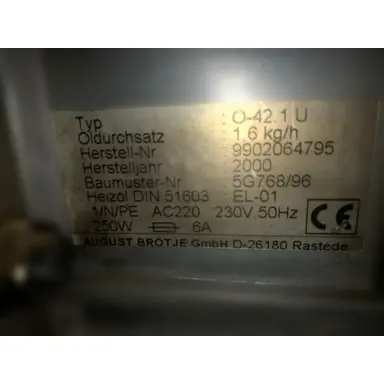 Typ : O-42.1 U
Öldurchsatz : 1.6 kg/h
Herstell-Nr : 9902064795
Herstelljahr : 2000
Baumuster-Nr : 5G768/96
Heizöl DIN 51603 EL-01
1/N/PE AC220 230V,50Hz
250W 6A CE
AUGUST BRÖTJE GmbH D-26180 Rastede